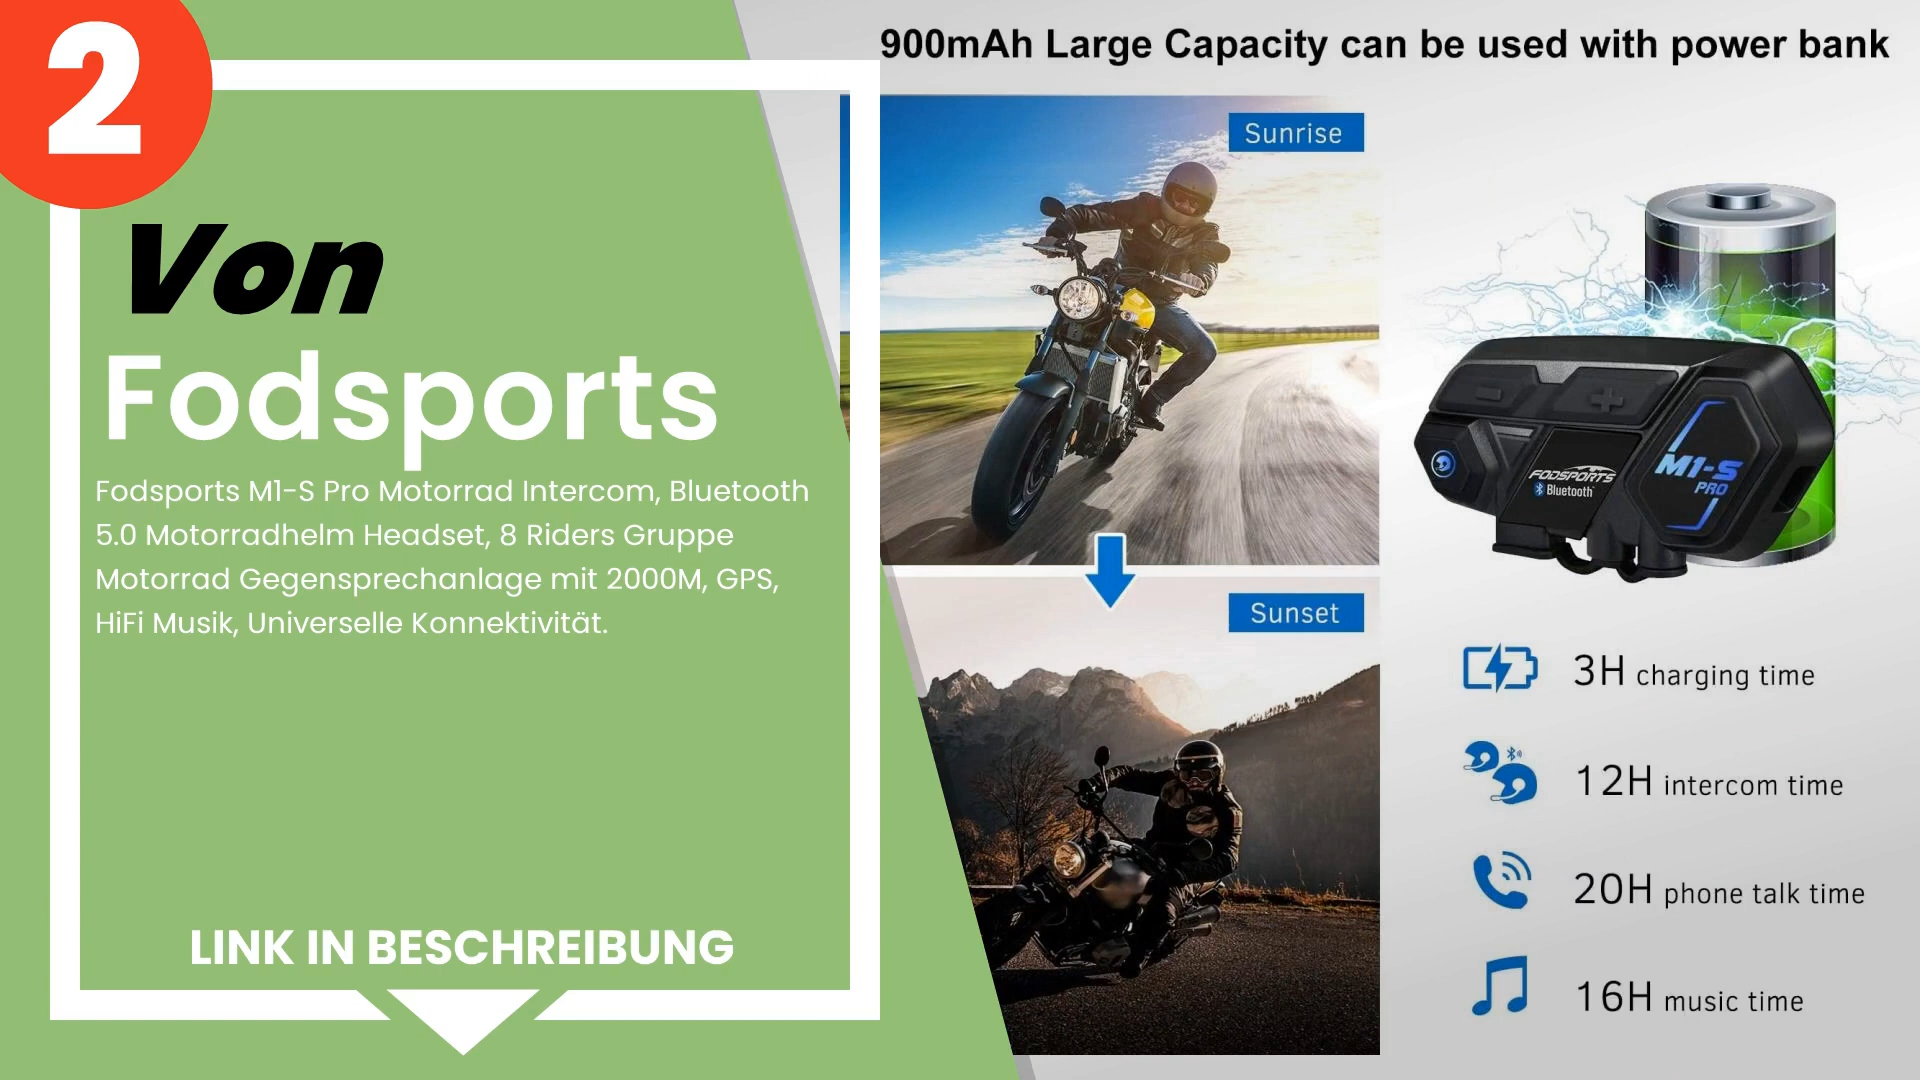 2
Von
Fodsports
Fodsports M1-S Pro Motorrad Intercom, Bluetooth
5.0 Motorradhelm Headset, 8 Riders Gruppe
Motorrad Gegensprechanlage mit 2000M, GPS,
HiFi Musik, Universelle Konnektivität.
LINK IN BESCHREIBUNG
900mAh Large Capacity can be used with power bank
Sunrise
Sunset
FODSPORTS
Bluetooth
M1-S
PRO
3H charging time
12H intercom time
20H phone talk time
16H music time